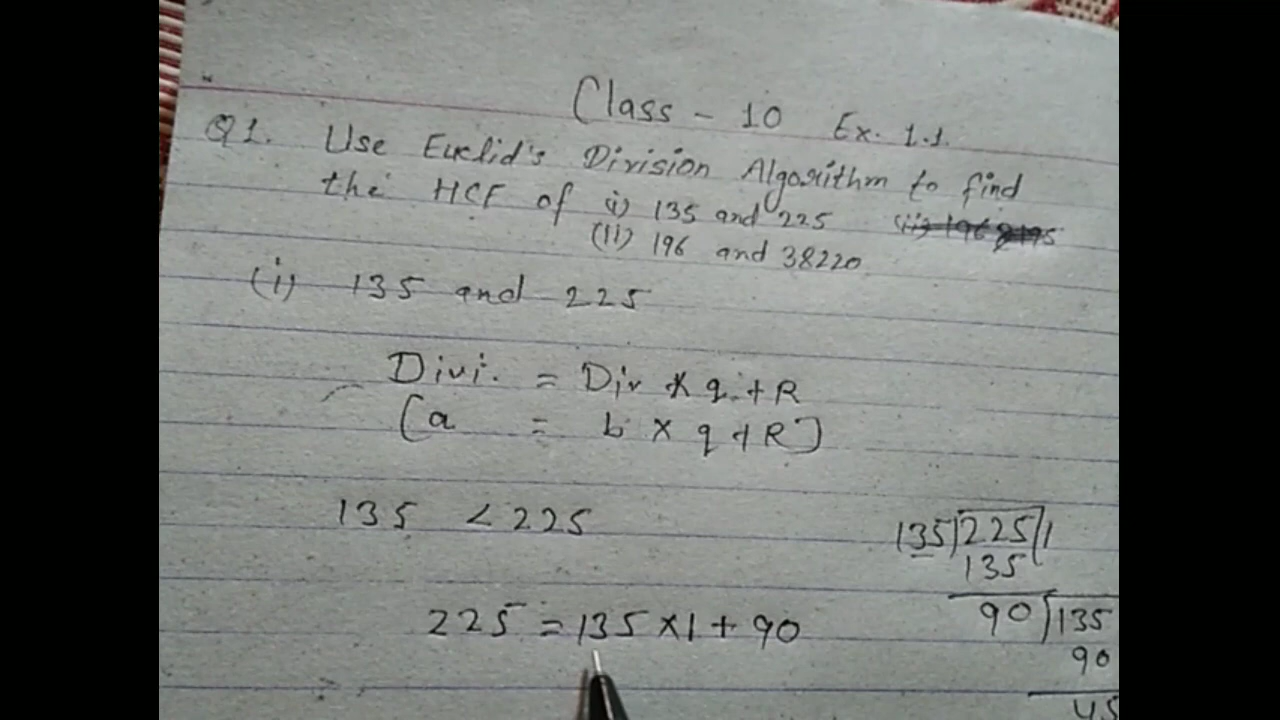 Class - 10 Ex. 1.1.
Q1. Use Euclid's Division Algorithm to find
the HCF of (i) 135 and 225
(ii) 196 and 38220
(i) 135 and 225
Divi. = Div × q + R
[a = b × q + R]
135 < 225
135)225(1
135
225 = 135 × 1 + 90
90)135
90
45